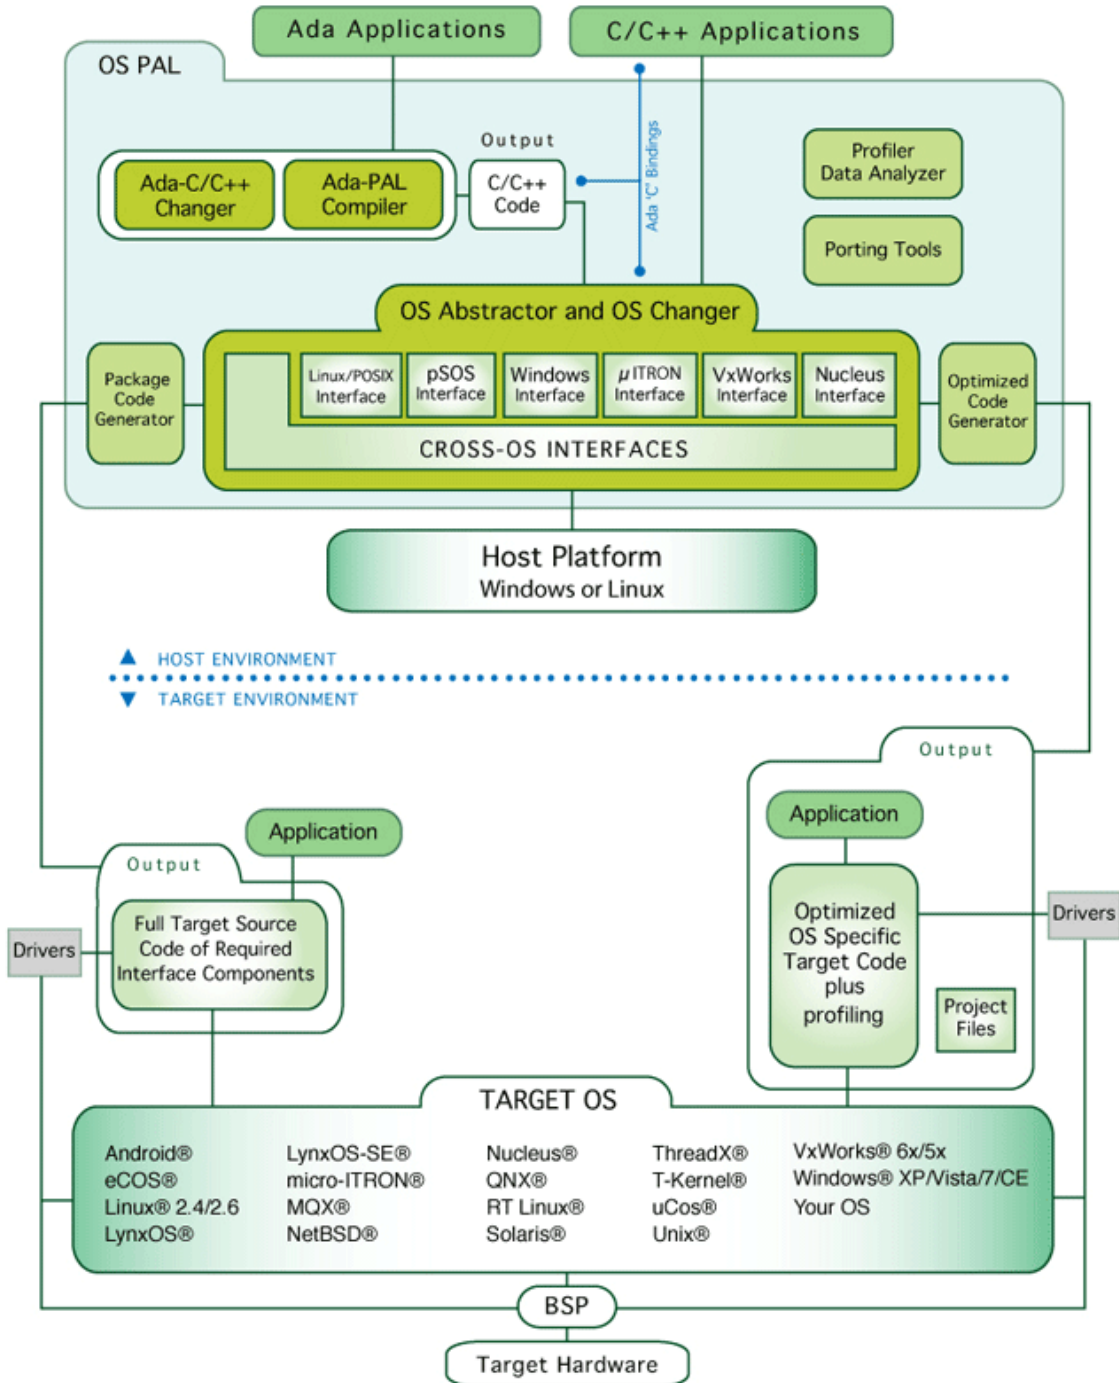 Ada Applications
C/C++ Applications
OS PAL
Output
Ada 'C' Bindings
Ada-C/C++
Changer
Ada-PAL
Compiler
C/C++
Code
Profiler
Data Analyzer
Porting Tools
OS Abstractor and OS Changer
Package
Code
Generator
Linux/POSIX
Interface
pSOS
Interface
Windows
Interface
µITRON
Interface
VxWorks
Interface
Nucleus
Interface
Optimized
Code
Generator
CROSS-OS INTERFACES
Host Platform
Windows or Linux
HOST ENVIRONMENT
TARGET ENVIRONMENT
Output
Application
Output
Application
Full Target Source
Code of Required
Interface Components
Drivers
Optimized
OS Specific
Target Code
plus
profiling
Drivers
Project
Files
TARGET OS
Android®
eCOS®
Linux® 2.4/2.6
LynxOS®
LynxOS-SE®
micro-ITRON®
MQX®
NetBSD®
Nucleus®
QNX®
RT Linux®
Solaris®
ThreadX®
T-Kernel®
uCos®
Unix®
VxWorks® 6x/5x
Windows® XP/Vista/7/CE
Your OS
BSP
Target Hardware